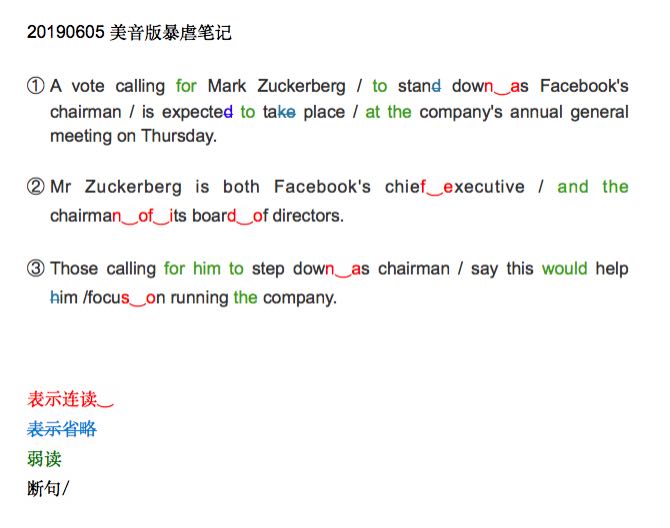 20190605 美音版暴虐笔记
① A vote calling for Mark Zuckerberg / to stand down‿as Facebook's
chairman / is expected to take place / at the company's annual general
meeting on Thursday.
② Mr Zuckerberg is both Facebook's chief‿executive / and the
chairman‿of‿its board‿of directors.
③ Those calling for him to step down‿as chairman / say this would help
him /focus‿on running the company.
表示连读‿
表示省略
弱读
断句/